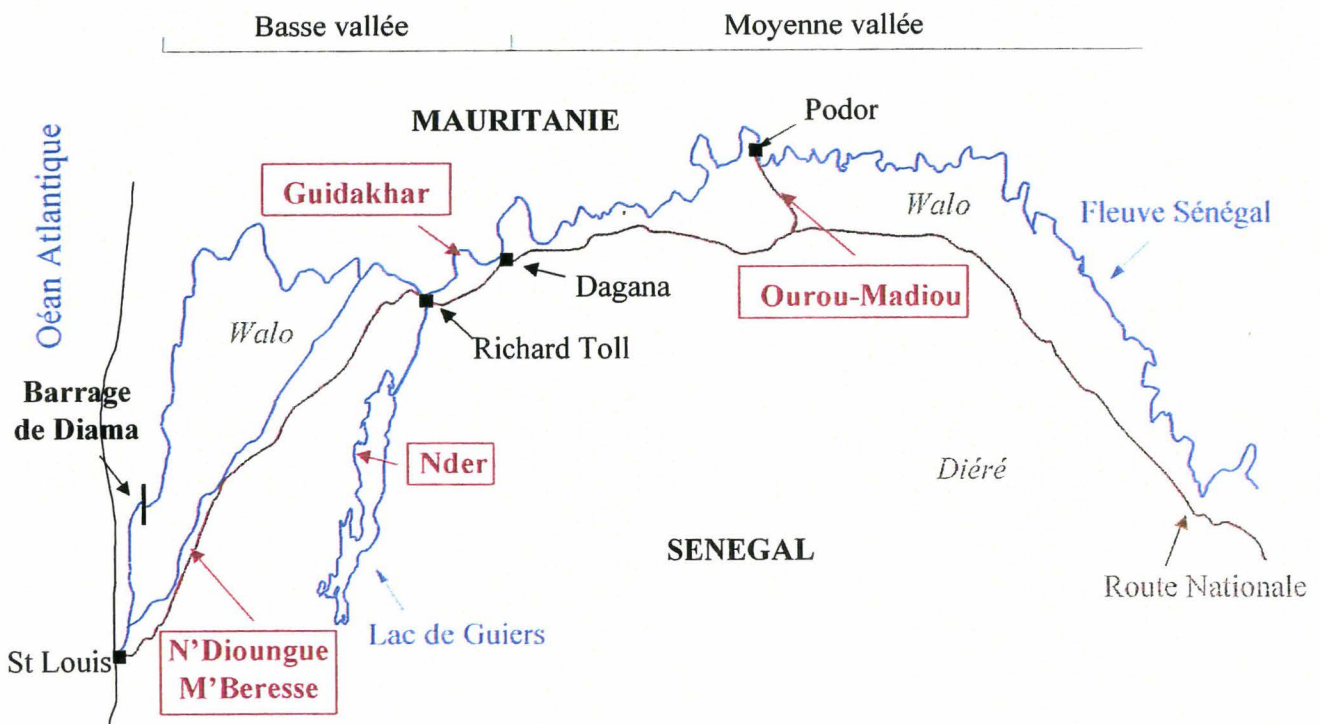 Basse vallée
Moyenne vallée
MAURITANIE
Podor
Océan Atlantique
Guidakhar
Walo
Fleuve Sénégal
Dagana
Ourou-Madiou
Walo
Richard Toll
Barrage
de Diama
Nder
Diéré
SENEGAL
Route Nationale
Lac de Guiers
N'Dioungue
M'Beresse
St Louis